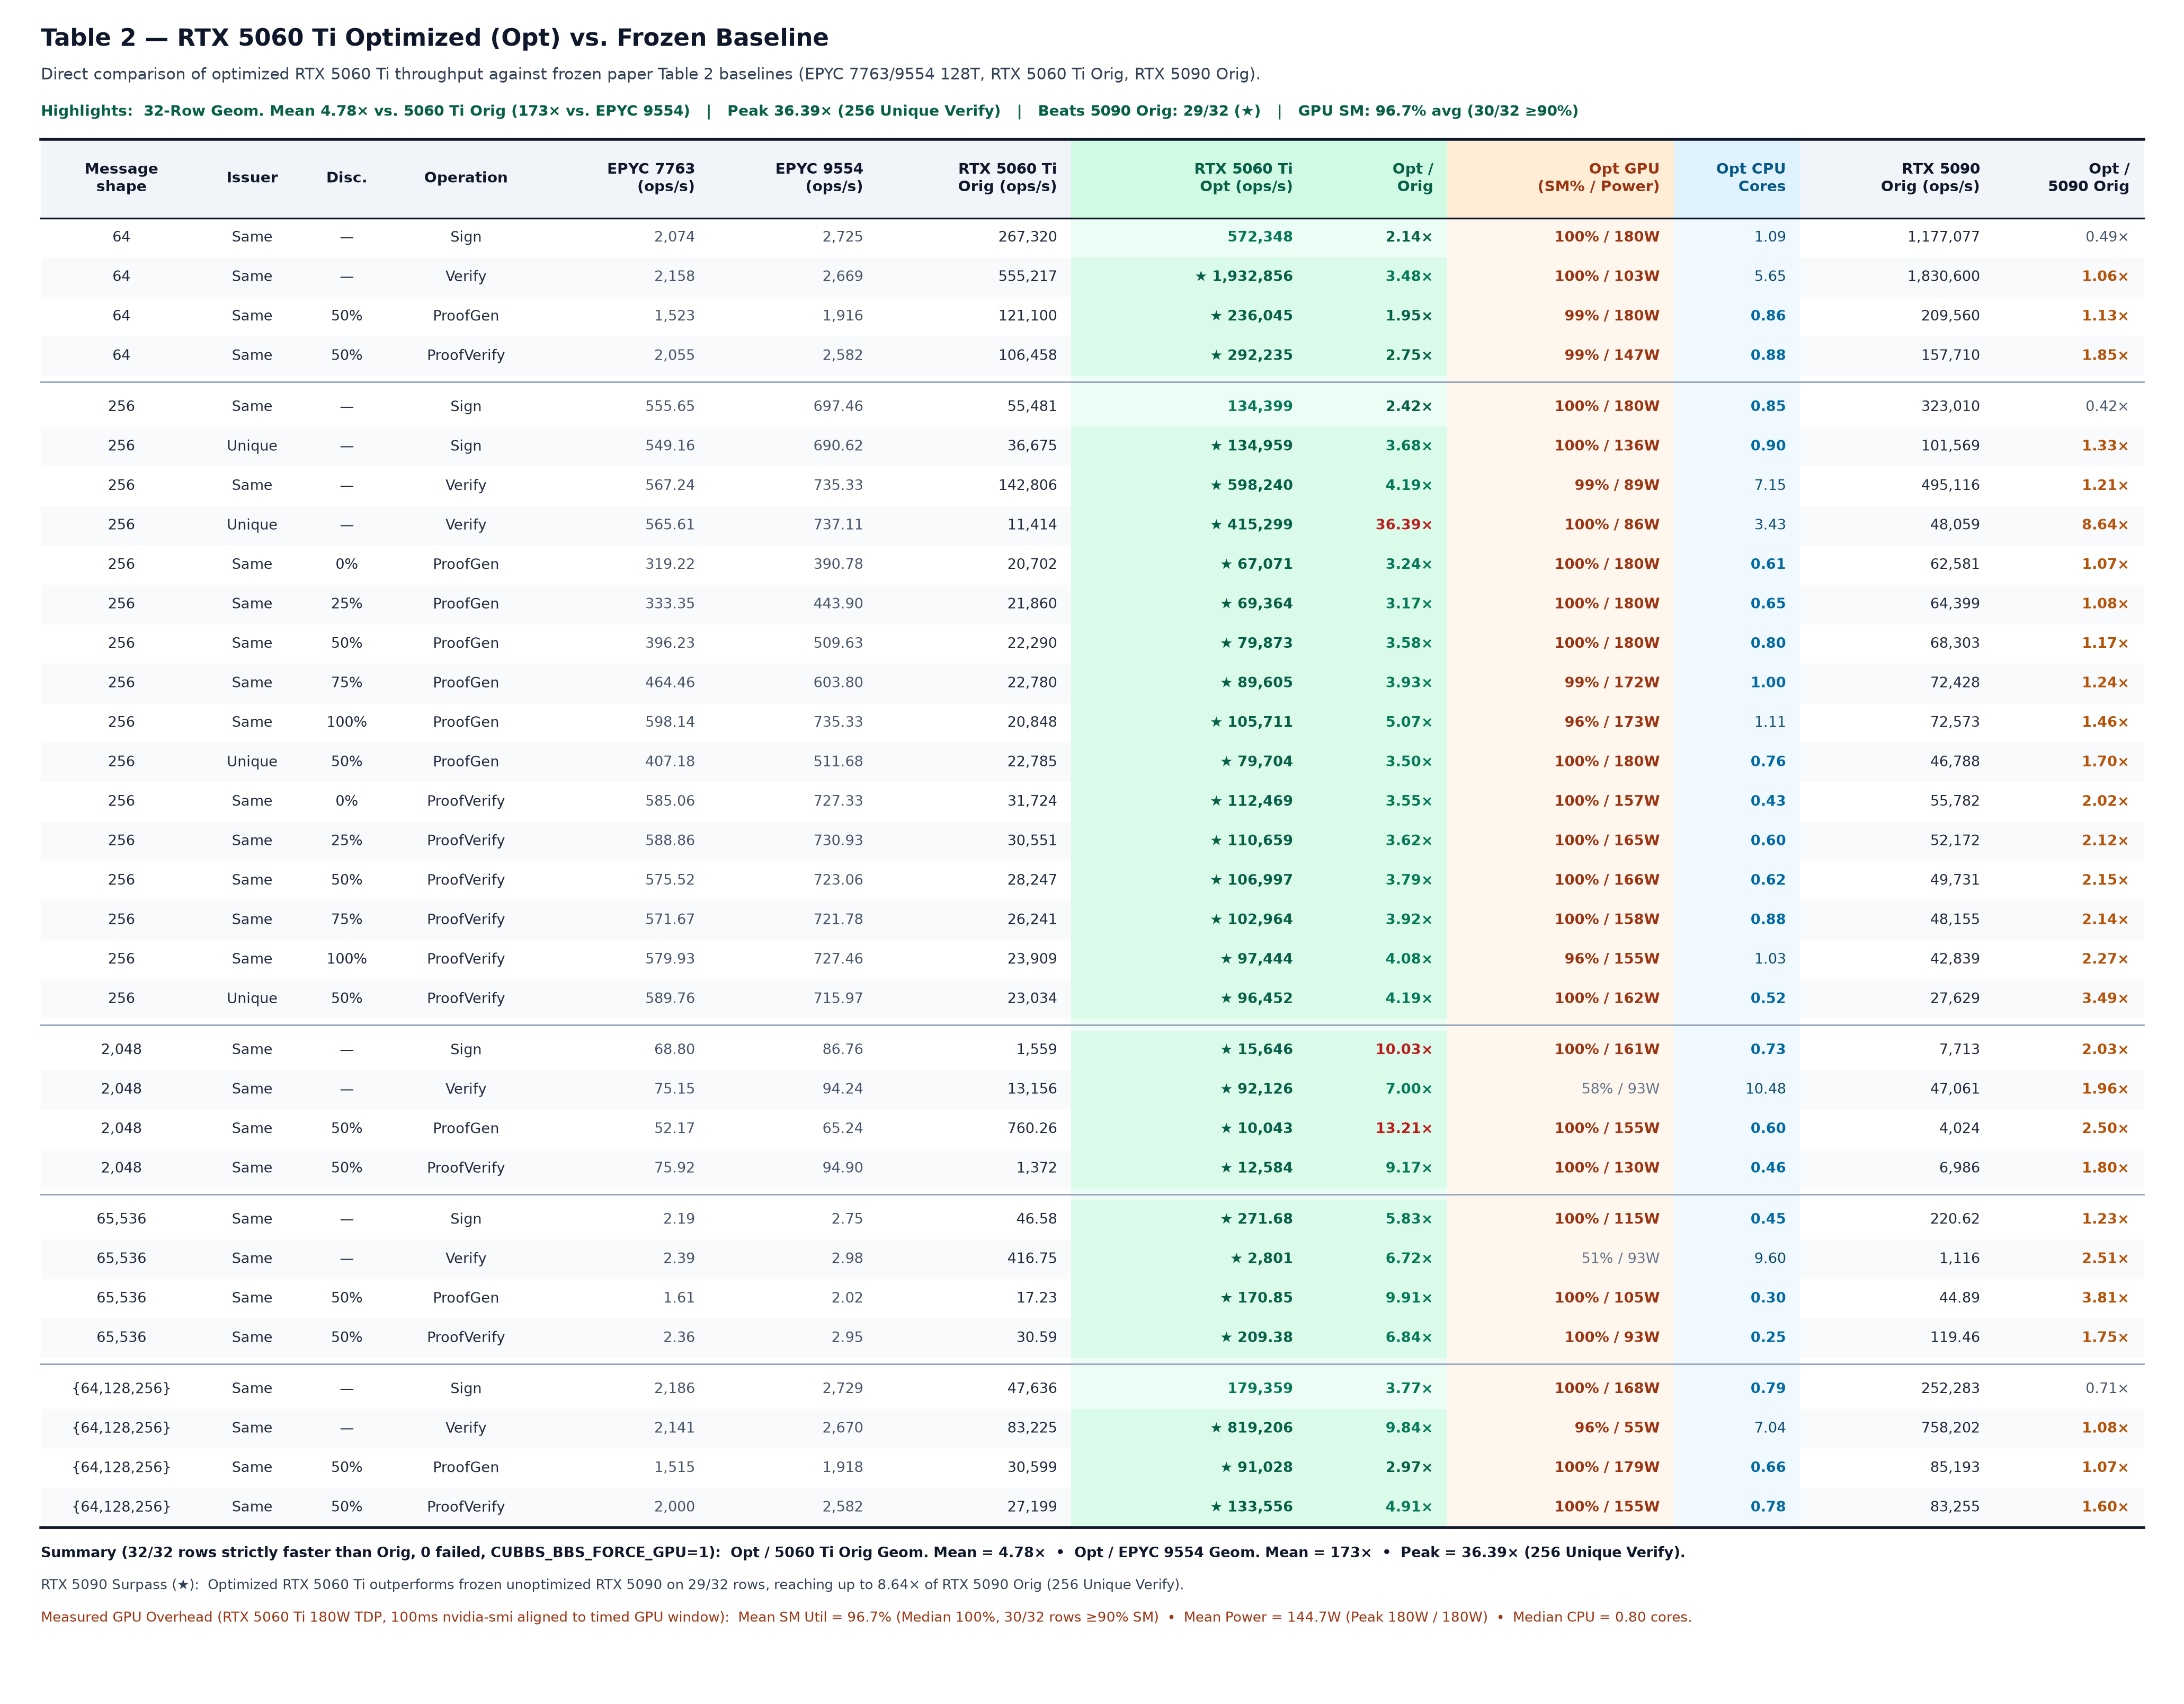 Table 2 — RTX 5060 Ti Optimized (Opt) vs. Frozen Baseline
Direct comparison of optimized RTX 5060 Ti throughput against frozen paper Table 2 baselines (EPYC 7763/9554 128T, RTX 5060 Ti Orig, RTX 5090 Orig).
Highlights: 32-Row Geom. Mean 4.78× vs. 5060 Ti Orig (173× vs. EPYC 9554) | Peak 36.39× (256 Unique Verify) | Beats 5090 Orig: 29/32 (★) | GPU SM: 96.7% avg (30/32 ≥90%)
Message shape Issuer Disc. Operation EPYC 7763 (ops/s) EPYC 9554 (ops/s) RTX 5060 Ti Orig (ops/s) RTX 5060 Ti Opt (ops/s) Opt / Orig Opt GPU (SM% / Power) Opt CPU Cores RTX 5090 Orig (ops/s) Opt / 5090 Orig
64 Same — Sign 2,074 2,725 267,320 572,348 2.14× 100% / 180W 1.09 1,177,077 0.49×
64 Same — Verify 2,158 2,669 555,217 ★ 1,932,856 3.48× 100% / 103W 5.65 1,830,600 1.06×
64 Same 50% ProofGen 1,523 1,916 121,100 ★ 236,045 1.95× 99% / 180W 0.86 209,560 1.13×
64 Same 50% ProofVerify 2,055 2,582 106,458 ★ 292,235 2.75× 99% / 147W 0.88 157,710 1.85×
256 Same — Sign 555.65 697.46 55,481 134,399 2.42× 100% / 180W 0.85 323,010 0.42×
256 Unique — Sign 549.16 690.62 36,675 ★ 134,959 3.68× 100% / 136W 0.90 101,569 1.33×
256 Same — Verify 567.24 735.33 142,806 ★ 598,240 4.19× 99% / 89W 7.15 495,116 1.21×
256 Unique — Verify 565.61 737.11 11,414 ★ 415,299 36.39× 100% / 86W 3.43 48,059 8.64×
256 Same 0% ProofGen 319.22 390.78 20,702 ★ 67,071 3.24× 100% / 180W 0.61 62,581 1.07×
256 Same 25% ProofGen 333.35 443.90 21,860 ★ 69,364 3.17× 100% / 180W 0.65 64,399 1.08×
256 Same 50% ProofGen 396.23 509.63 22,290 ★ 79,873 3.58× 100% / 180W 0.80 68,303 1.17×
256 Same 75% ProofGen 464.46 603.80 22,780 ★ 89,605 3.93× 99% / 172W 1.00 72,428 1.24×
256 Same 100% ProofGen 598.14 735.33 20,848 ★ 105,711 5.07× 96% / 173W 1.11 72,573 1.46×
256 Unique 50% ProofGen 407.18 511.68 22,785 ★ 79,704 3.50× 100% / 180W 0.76 46,788 1.70×
256 Same 0% ProofVerify 585.06 727.33 31,724 ★ 112,469 3.55× 100% / 157W 0.43 55,782 2.02×
256 Same 25% ProofVerify 588.86 730.93 30,551 ★ 110,659 3.62× 100% / 165W 0.60 52,172 2.12×
256 Same 50% ProofVerify 575.52 723.06 28,247 ★ 106,997 3.79× 100% / 166W 0.62 49,731 2.15×
256 Same 75% ProofVerify 571.67 721.78 26,241 ★ 102,964 3.92× 100% / 158W 0.88 48,155 2.14×
256 Same 100% ProofVerify 579.93 727.46 23,909 ★ 97,444 4.08× 96% / 155W 1.03 42,839 2.27×
256 Unique 50% ProofVerify 589.76 715.97 23,034 ★ 96,452 4.19× 100% / 162W 0.52 27,629 3.49×
2,048 Same — Sign 68.80 86.76 1,559 ★ 15,646 10.03× 100% / 161W 0.73 7,713 2.03×
2,048 Same — Verify 75.15 94.24 13,156 ★ 92,126 7.00× 58% / 93W 10.48 47,061 1.96×
2,048 Same 50% ProofGen 52.17 65.24 760.26 ★ 10,043 13.21× 100% / 155W 0.60 4,024 2.50×
2,048 Same 50% ProofVerify 75.92 94.90 1,372 ★ 12,584 9.17× 100% / 130W 0.46 6,986 1.80×
65,536 Same — Sign 2.19 2.75 46.58 ★ 271.68 5.83× 100% / 115W 0.45 220.62 1.23×
65,536 Same — Verify 2.39 2.98 416.75 ★ 2,801 6.72× 51% / 93W 9.60 1,116 2.51×
65,536 Same 50% ProofGen 1.61 2.02 17.23 ★ 170.85 9.91× 100% / 105W 0.30 44.89 3.81×
65,536 Same 50% ProofVerify 2.36 2.95 30.59 ★ 209.38 6.84× 100% / 93W 0.25 119.46 1.75×
{64,128,256} Same — Sign 2,186 2,729 47,636 179,359 3.77× 100% / 168W 0.79 252,283 0.71×
{64,128,256} Same — Verify 2,141 2,670 83,225 ★ 819,206 9.84× 96% / 55W 7.04 758,202 1.08×
{64,128,256} Same 50% ProofGen 1,515 1,918 30,599 ★ 91,028 2.97× 100% / 179W 0.66 85,193 1.07×
{64,128,256} Same 50% ProofVerify 2,000 2,582 27,199 ★ 133,556 4.91× 100% / 155W 0.78 83,255 1.60×
Summary (32/32 rows strictly faster than Orig, 0 failed, CUBBS_BBS_FORCE_GPU=1): Opt / 5060 Ti Orig Geom. Mean = 4.78× • Opt / EPYC 9554 Geom. Mean = 173× • Peak = 36.39× (256 Unique Verify).
RTX 5090 Surpass (★): Optimized RTX 5060 Ti outperforms frozen unoptimized RTX 5090 on 29/32 rows, reaching up to 8.64× of RTX 5090 Orig (256 Unique Verify).
Measured GPU Overhead (RTX 5060 Ti 180W TDP, 100ms nvidia-smi aligned to timed GPU window): Mean SM Util = 96.7% (Median 100%, 30/32 rows ≥90% SM) • Mean Power = 144.7W (Peak 180W / 180W) • Median CPU = 0.80 cores.